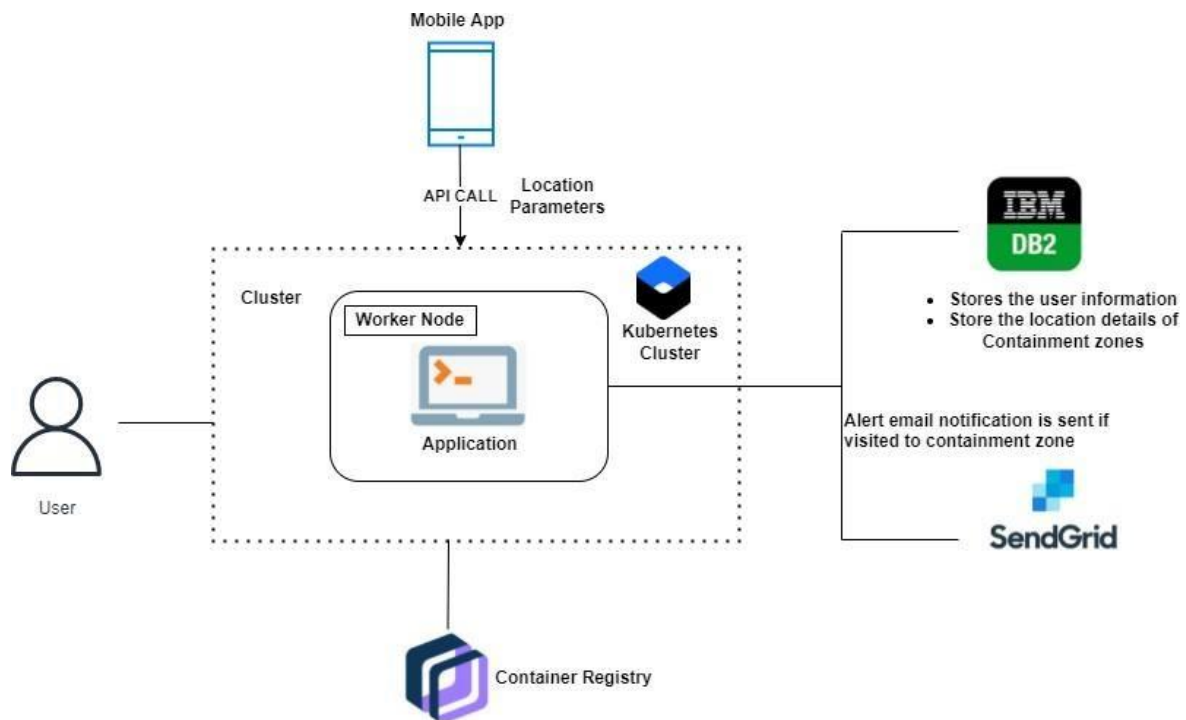 Mobile App
API CALL
Location
Parameters
IBM
DB2
Cluster
Worker Node
Kubernetes
Cluster
• Stores the user information
• Store the location details of
Containment zones
Application
Alert email notification is sent if
visited to containment zone
User
SendGrid
Container Registry